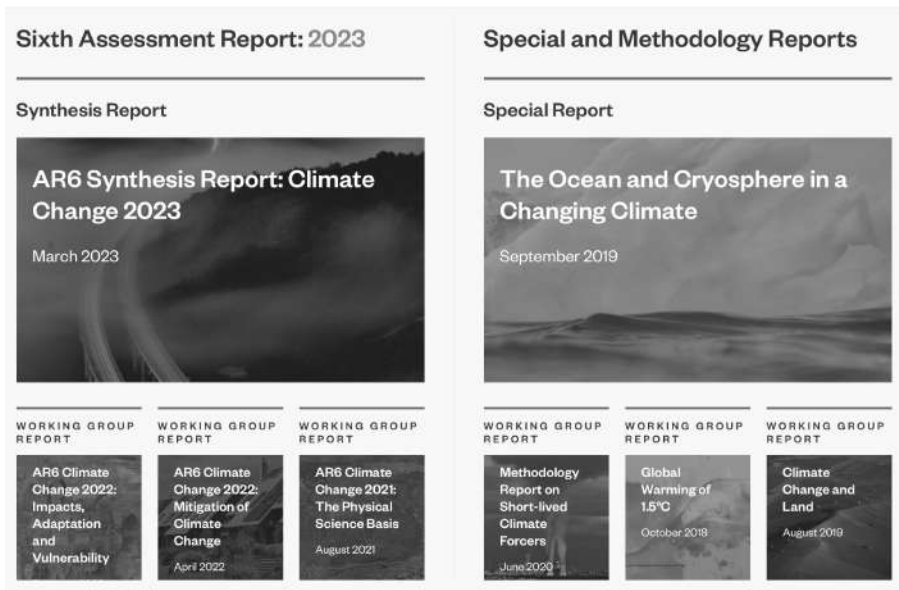 Sixth Assessment Report: 2023
Synthesis Report
AR6 Synthesis Report: Climate
Change 2023
March 2023
WORKING GROUP
REPORT
AR6 Climate
Change 2022:
Impacts,
Adaptation
and
Vulnerability
WORKING GROUP
REPORT
AR6 Climate
Change 2022:
Mitigation of
Climate
Change
April 2022
WORKING GROUP
REPORT
AR6 Climate
Change 2021:
The Physical
Science Basis
August 2021
Special and Methodology Reports
Special Report
The Ocean and Cryosphere in a
Changing Climate
September 2019
WORKING GROUP
REPORT
Methodology
Report on
Short-lived
Climate
Forcers
June 2020
WORKING GROUP
REPORT
Global
Warming of
1.5°C
October 2018
WORKING GROUP
REPORT
Climate
Change and
Land
August 2019